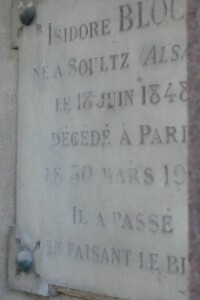 ISIDORE BLOC
NÉ A SOULTZ (ALSA
LE 18 JUIN 1848
DÉCÉDÉ À PARI
LE 30 MARS 19
IL A PASSÉ
EN FAISANT LE BI